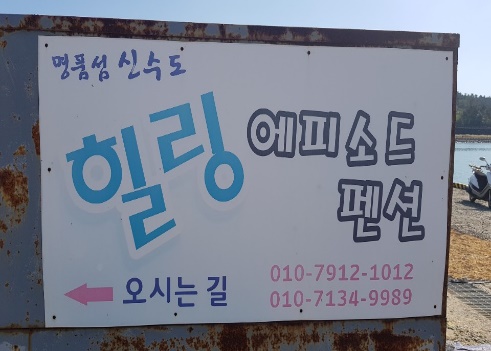 명품섬 신수도
힐링 에피소드
펜션
오시는 길
010-7912-1012
010-7134-9989